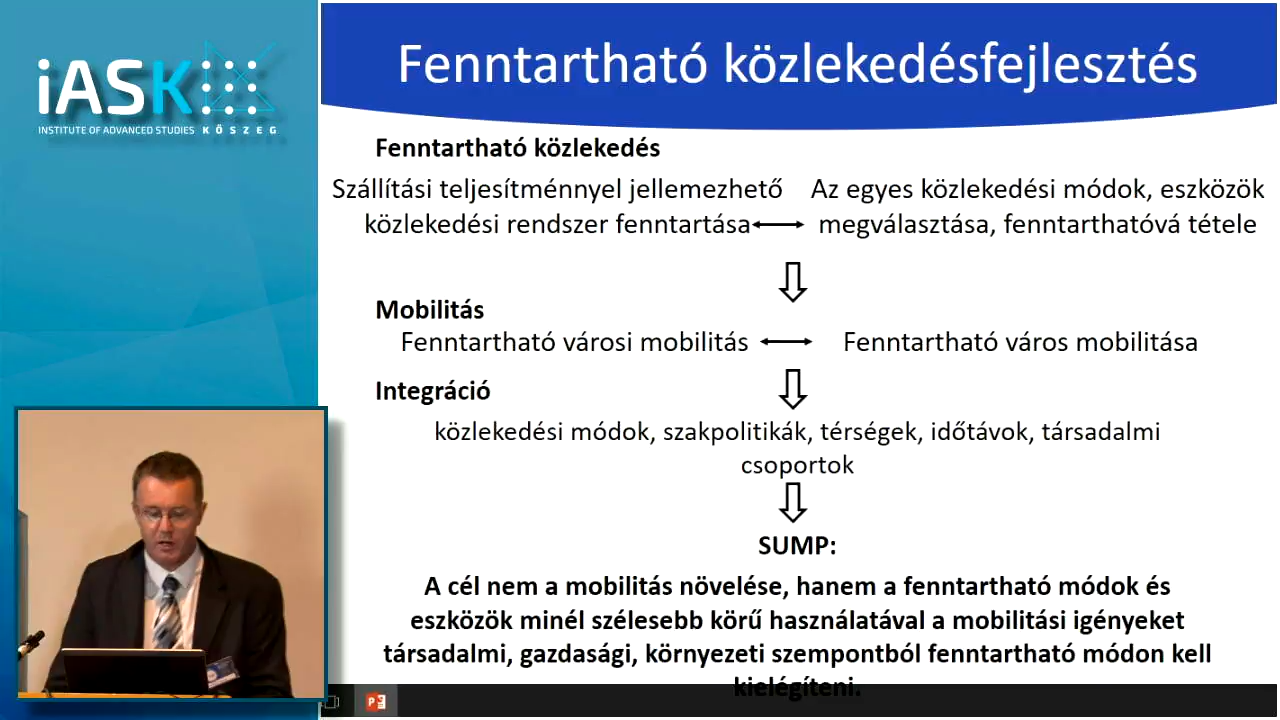 iASK
INSTITUTE OF ADVANCED STUDIES KŐSZEG
Fenntartható közlekedésfejlesztés
Fenntartható közlekedés
Szállítási teljesítménnyel jellemezhető
közlekedési rendszer fenntartása
Az egyes közlekedési módok, eszközök
megválasztása, fenntarthatóvá tétele
Mobilitás
Fenntartható városi mobilitás
Fenntartható város mobilitása
Integráció
közlekedési módok, szakpolitikák, térségek, időtávok, társadalmi
csoportok
SUMP:
A cél nem a mobilitás növelése, hanem a fenntartható módok és
eszközök minél szélesebb körű használatával a mobilitási igényeket
társadalmi, gazdasági, környezeti szempontból fenntartható módon kell
kielégíteni.